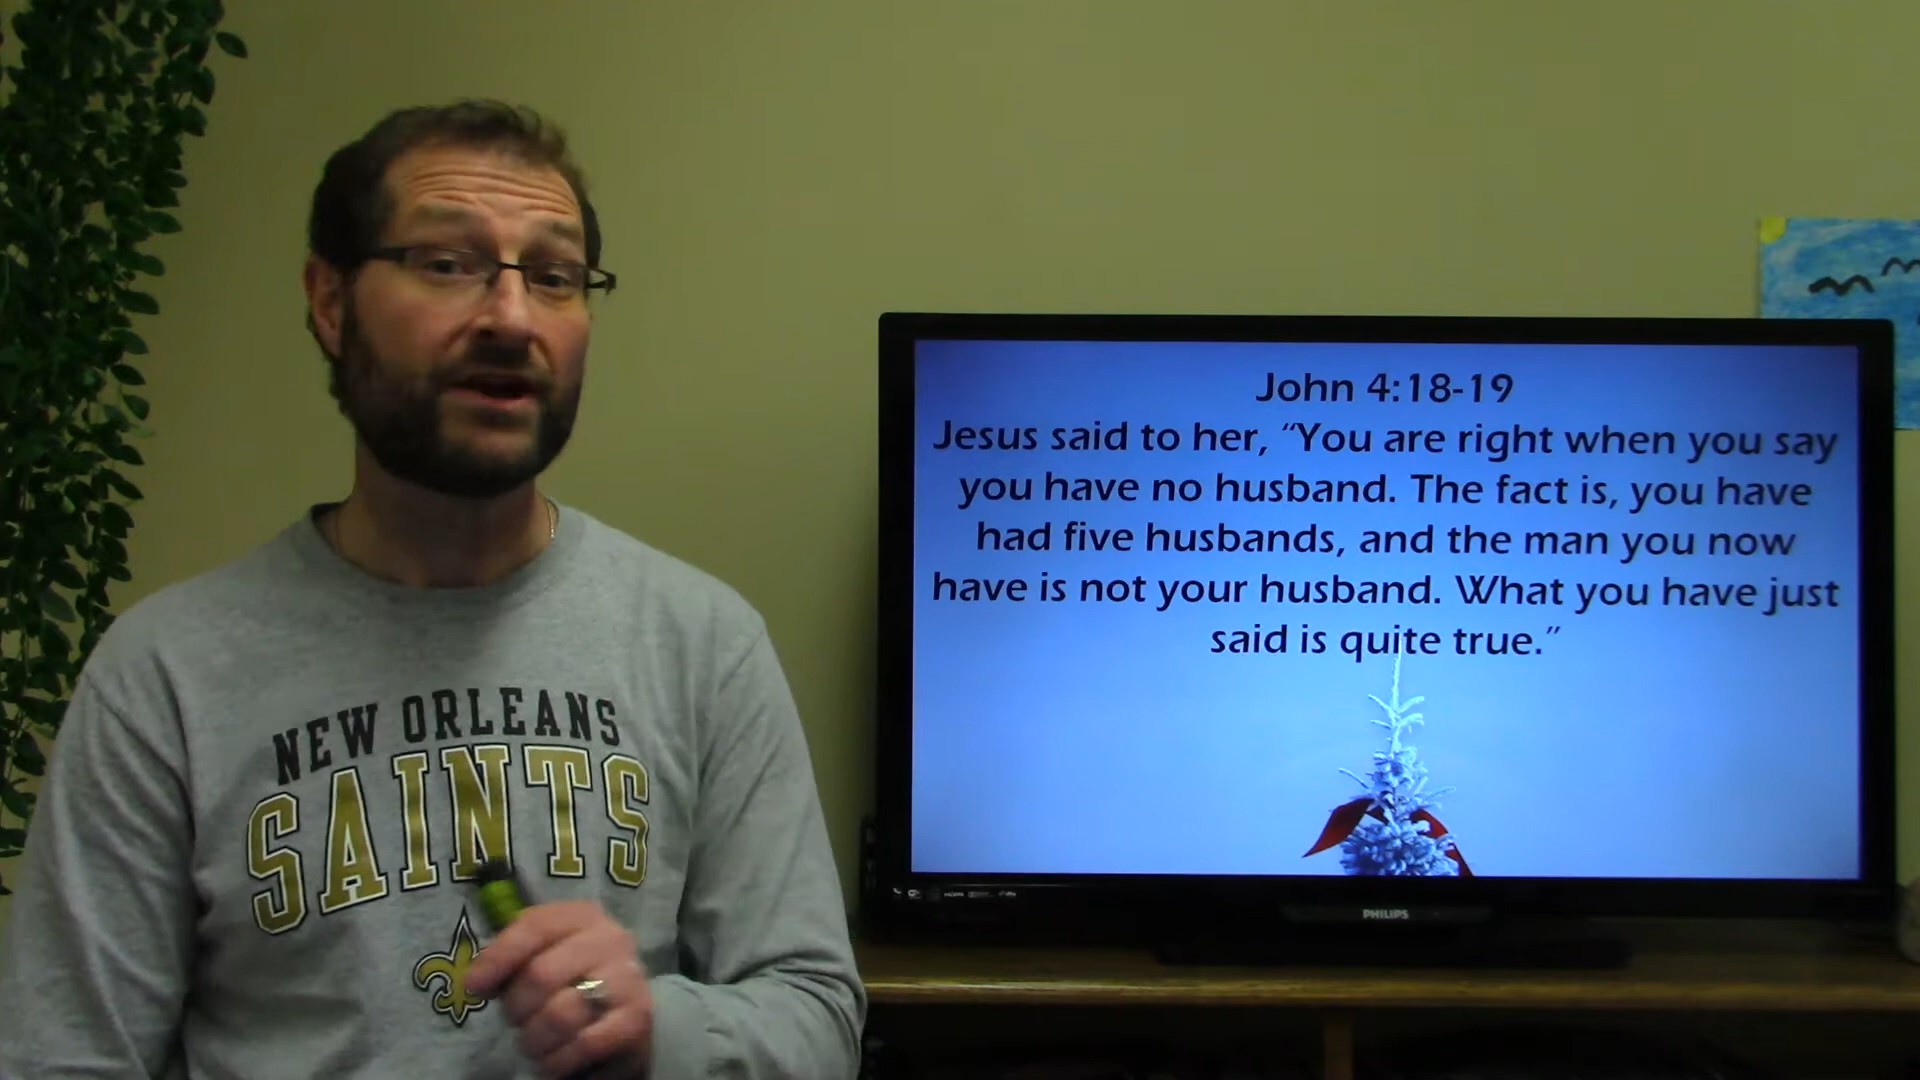 NEW ORLEANS
SAINTS
John 4:18-19
Jesus said to her, “You are right when you say
you have no husband. The fact is, you have
had five husbands, and the man you now
have is not your husband. What you have just
said is quite true.”
PHILIPS